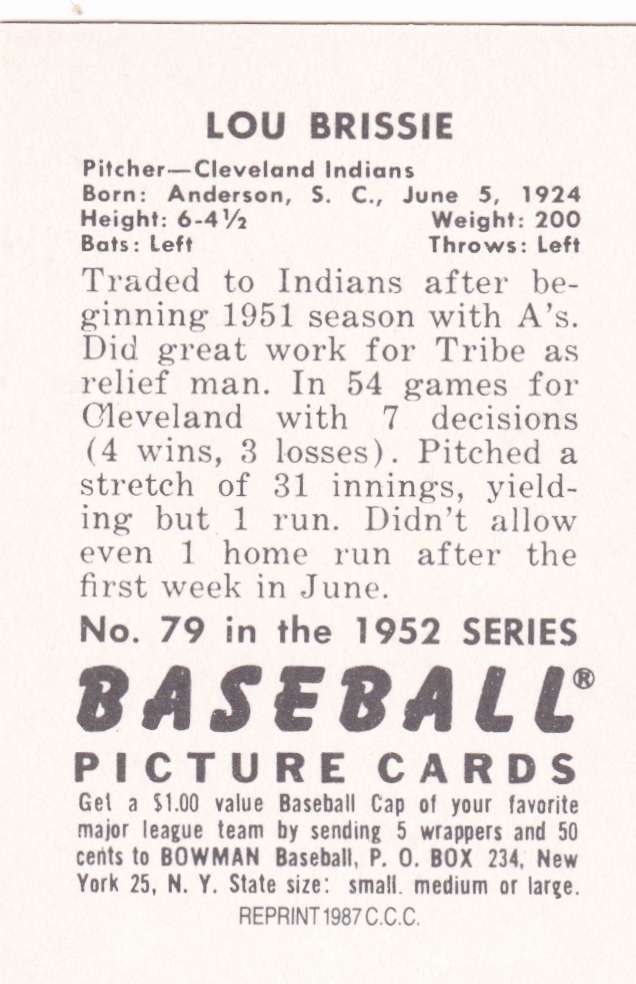 LOU BRISSIE
Pitcher—Cleveland Indians
Born: Anderson, S. C., June 5, 1924
Height: 6-4½ Weight: 200
Bats: Left Throws: Left
Traded to Indians after be-
ginning 1951 season with A's.
Did great work for Tribe as
relief man. In 54 games for
Cleveland with 7 decisions
(4 wins, 3 losses). Pitched a
stretch of 31 innings, yield-
ing but 1 run. Didn't allow
even 1 home run after the
first week in June.
No. 79 in the 1952 SERIES
BASEBALL®
PICTURE CARDS
Get a $1.00 value Baseball Cap of your favorite
major league team by sending 5 wrappers and 50
cents to BOWMAN Baseball, P. O. BOX 234, New
York 25, N. Y. State size: small. medium or large.
REPRINT 1987 C.C.C.